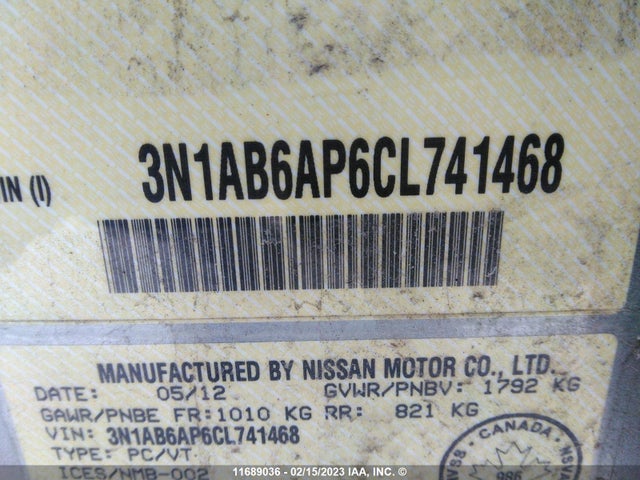 IN (I) 3N1AB6AP6CL741468
MANUFACTURED BY NISSAN MOTOR CO., LTD.
DATE: 05/12 GVWR/PNBV: 1792 KG
GAWR/PNBE FR: 1010 KG RR: 821 KG
VIN: 3N1AB6AP6CL741468
TYPE: PC/VT
ICES/NMB-002
CANADA
986
11689036 - 02/15/2023 IAA, Inc.